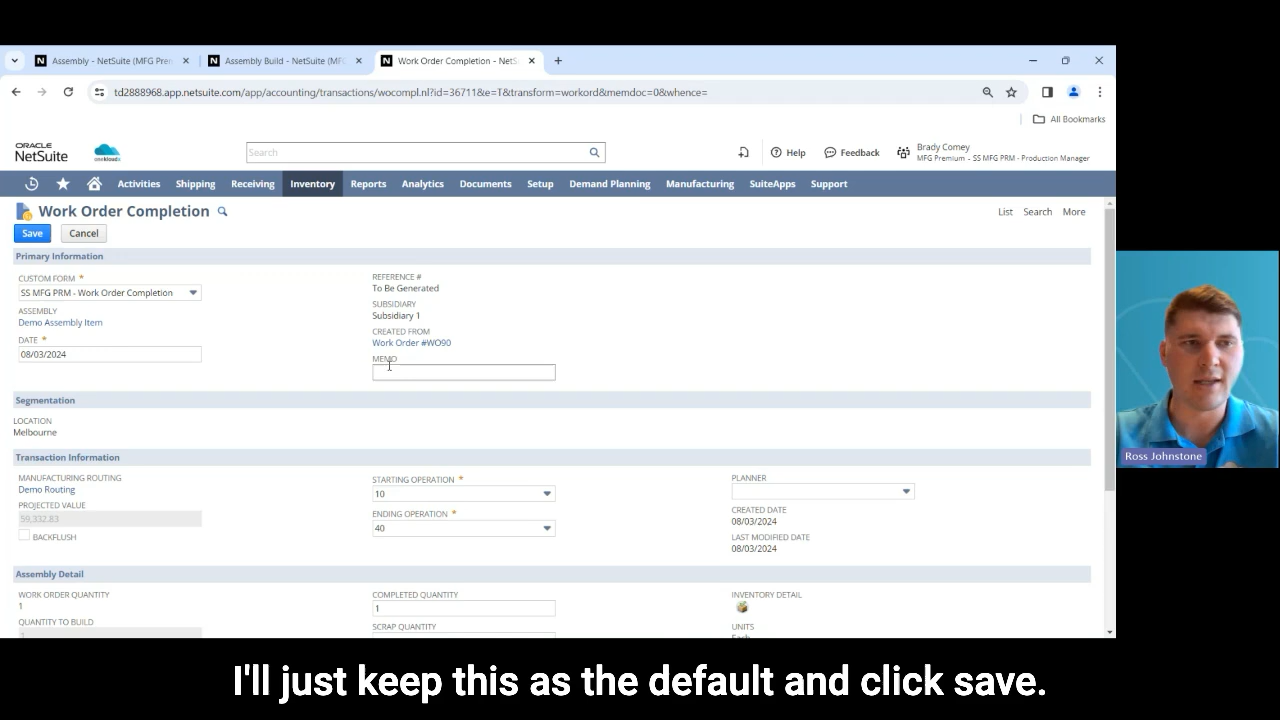 Assembly - NetSuite (MFG Pren
Assembly Build - NetSuite (MF
Work Order Completion - NetS
td2888968.app.netsuite.com/app/accounting/transactions/wocompl.nl?id=36711&e=T&transform=workord&memdoc=0&whence=
All Bookmarks
ORACLE
NetSuite
onekloudx
Search
Help
Feedback
Brady Comey
MFG Premium - SS MFG PRM - Production Manager
Activities Shipping Receiving Inventory Reports Analytics Documents Setup Demand Planning Manufacturing SuiteApps Support
Work Order Completion
List Search More
Save Cancel
Primary Information
CUSTOM FORM *
SS MFG PRM - Work Order Completion
ASSEMBLY
Demo Assembly Item
DATE *
08/03/2024
REFERENCE #
To Be Generated
SUBSIDIARY
Subsidiary 1
CREATED FROM
Work Order #WO90
MEMO
Segmentation
LOCATION
Melbourne
Transaction Information
MANUFACTURING ROUTING
Demo Routing
PROJECTED VALUE
59,332.83
BACKFLUSH
STARTING OPERATION *
10
ENDING OPERATION *
40
PLANNER
CREATED DATE
08/03/2024
LAST MODIFIED DATE
08/03/2024
Assembly Detail
WORK ORDER QUANTITY
1
QUANTITY TO BUILD
COMPLETED QUANTITY
1
SCRAP QUANTITY
INVENTORY DETAIL
UNITS
Each
Ross Johnstone
I'll just keep this as the default and click save.